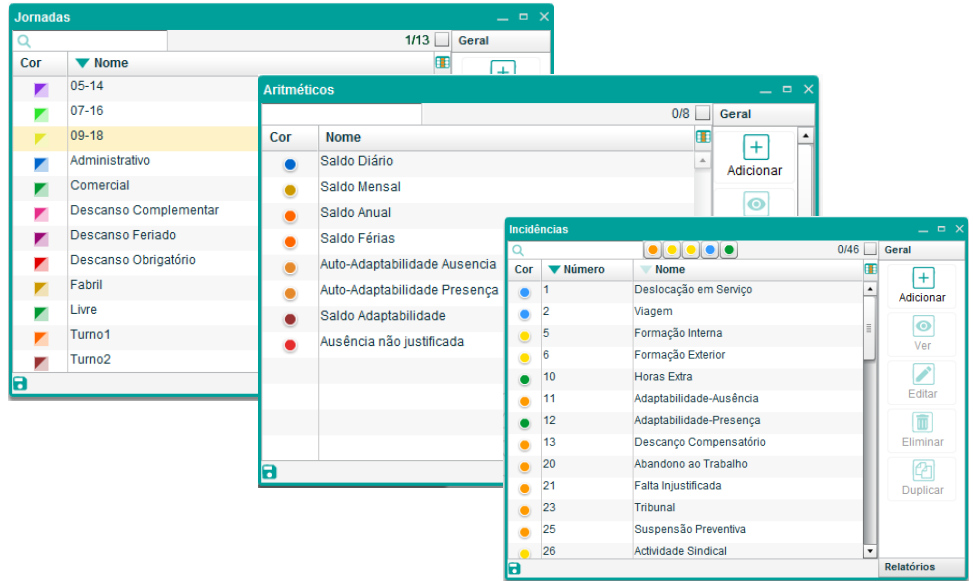 Jornadas
1/13
Geral
Cor Nome
05-14
07-16
09-18
Administrativo
Comercial
Descanso Complementar
Descanso Feriado
Descanso Obrigatório
Fabril
Livre
Turno1
Turno2
Aritméticos
0/8
Geral
Cor Nome
Adicionar
Saldo Diário
Saldo Mensal
Saldo Anual
Saldo Férias
Auto-Adaptabilidade Ausencia
Auto-Adaptabilidade Presença
Saldo Adaptabilidade
Ausência não justificada
Incidências
0/46
Geral
Cor Número Nome
1 Deslocação em Serviço
2 Viagem
5 Formação Interna
6 Formação Exterior
10 Horas Extra
11 Adaptabilidade-Ausência
12 Adaptabilidade-Presença
13 Descanço Compensatório
20 Abandono ao Trabalho
21 Falta Injustificada
23 Tribunal
25 Suspensão Preventiva
26 Actividade Sindical
Adicionar
Ver
Editar
Eliminar
Duplicar
Relatórios